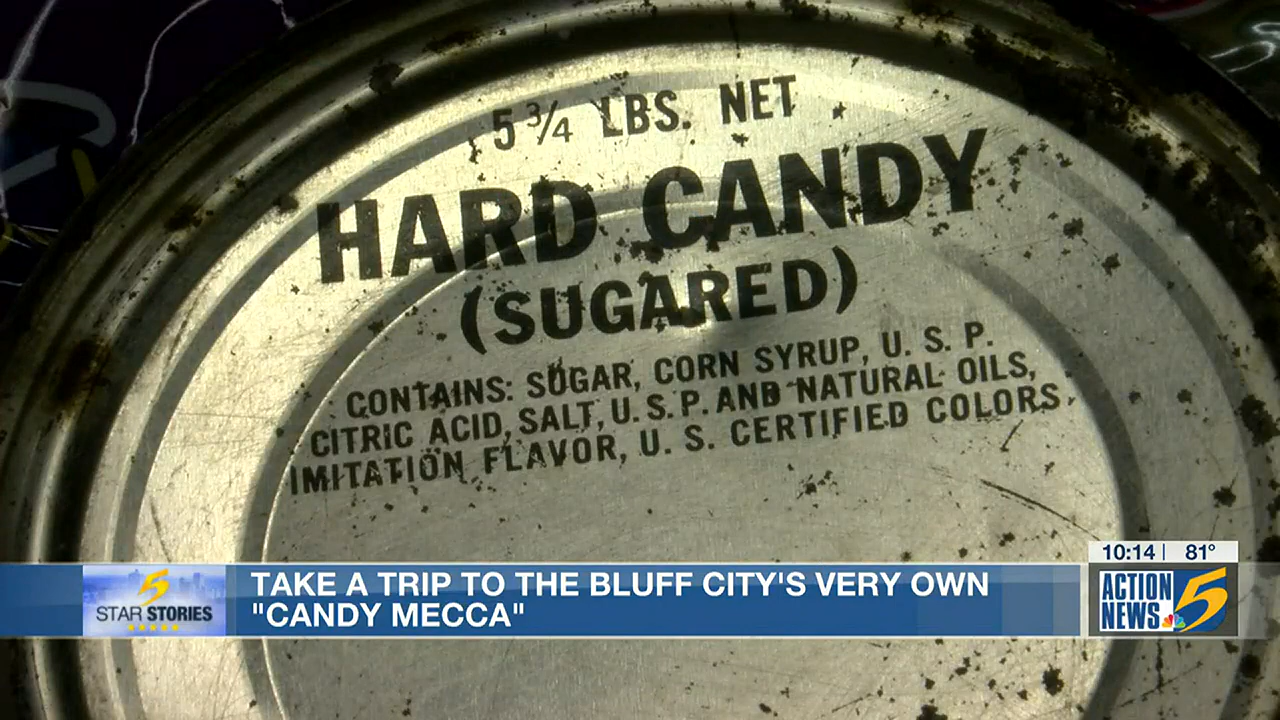 5 3/4 LBS. NET
HARD CANDY
(SUGARED)
CONTAINS: SUGAR, CORN SYRUP, U. S. P.
CITRIC ACID, SALT, U. S. P. AND NATURAL OILS,
IMITATION FLAVOR, U. S. CERTIFIED COLORS.
5
STAR STORIES
TAKE A TRIP TO THE BLUFF CITY'S VERY OWN
"CANDY MECCA"
10:14 | 81°
ACTION
NEWS 5